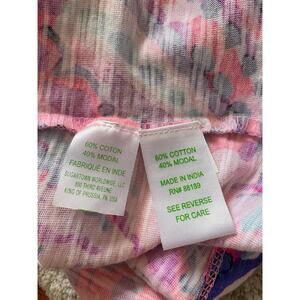 60% COTTON
40% MODAL
FABRIQUÉ EN INDE
SUGARTOWN WORLDWIDE, LLC
800 THIRD AVENUE
KING OF PRUSSIA, PA USA
60% COTTON
40% MODAL
MADE IN INDIA
RN# 88189
SEE REVERSE
FOR CARE